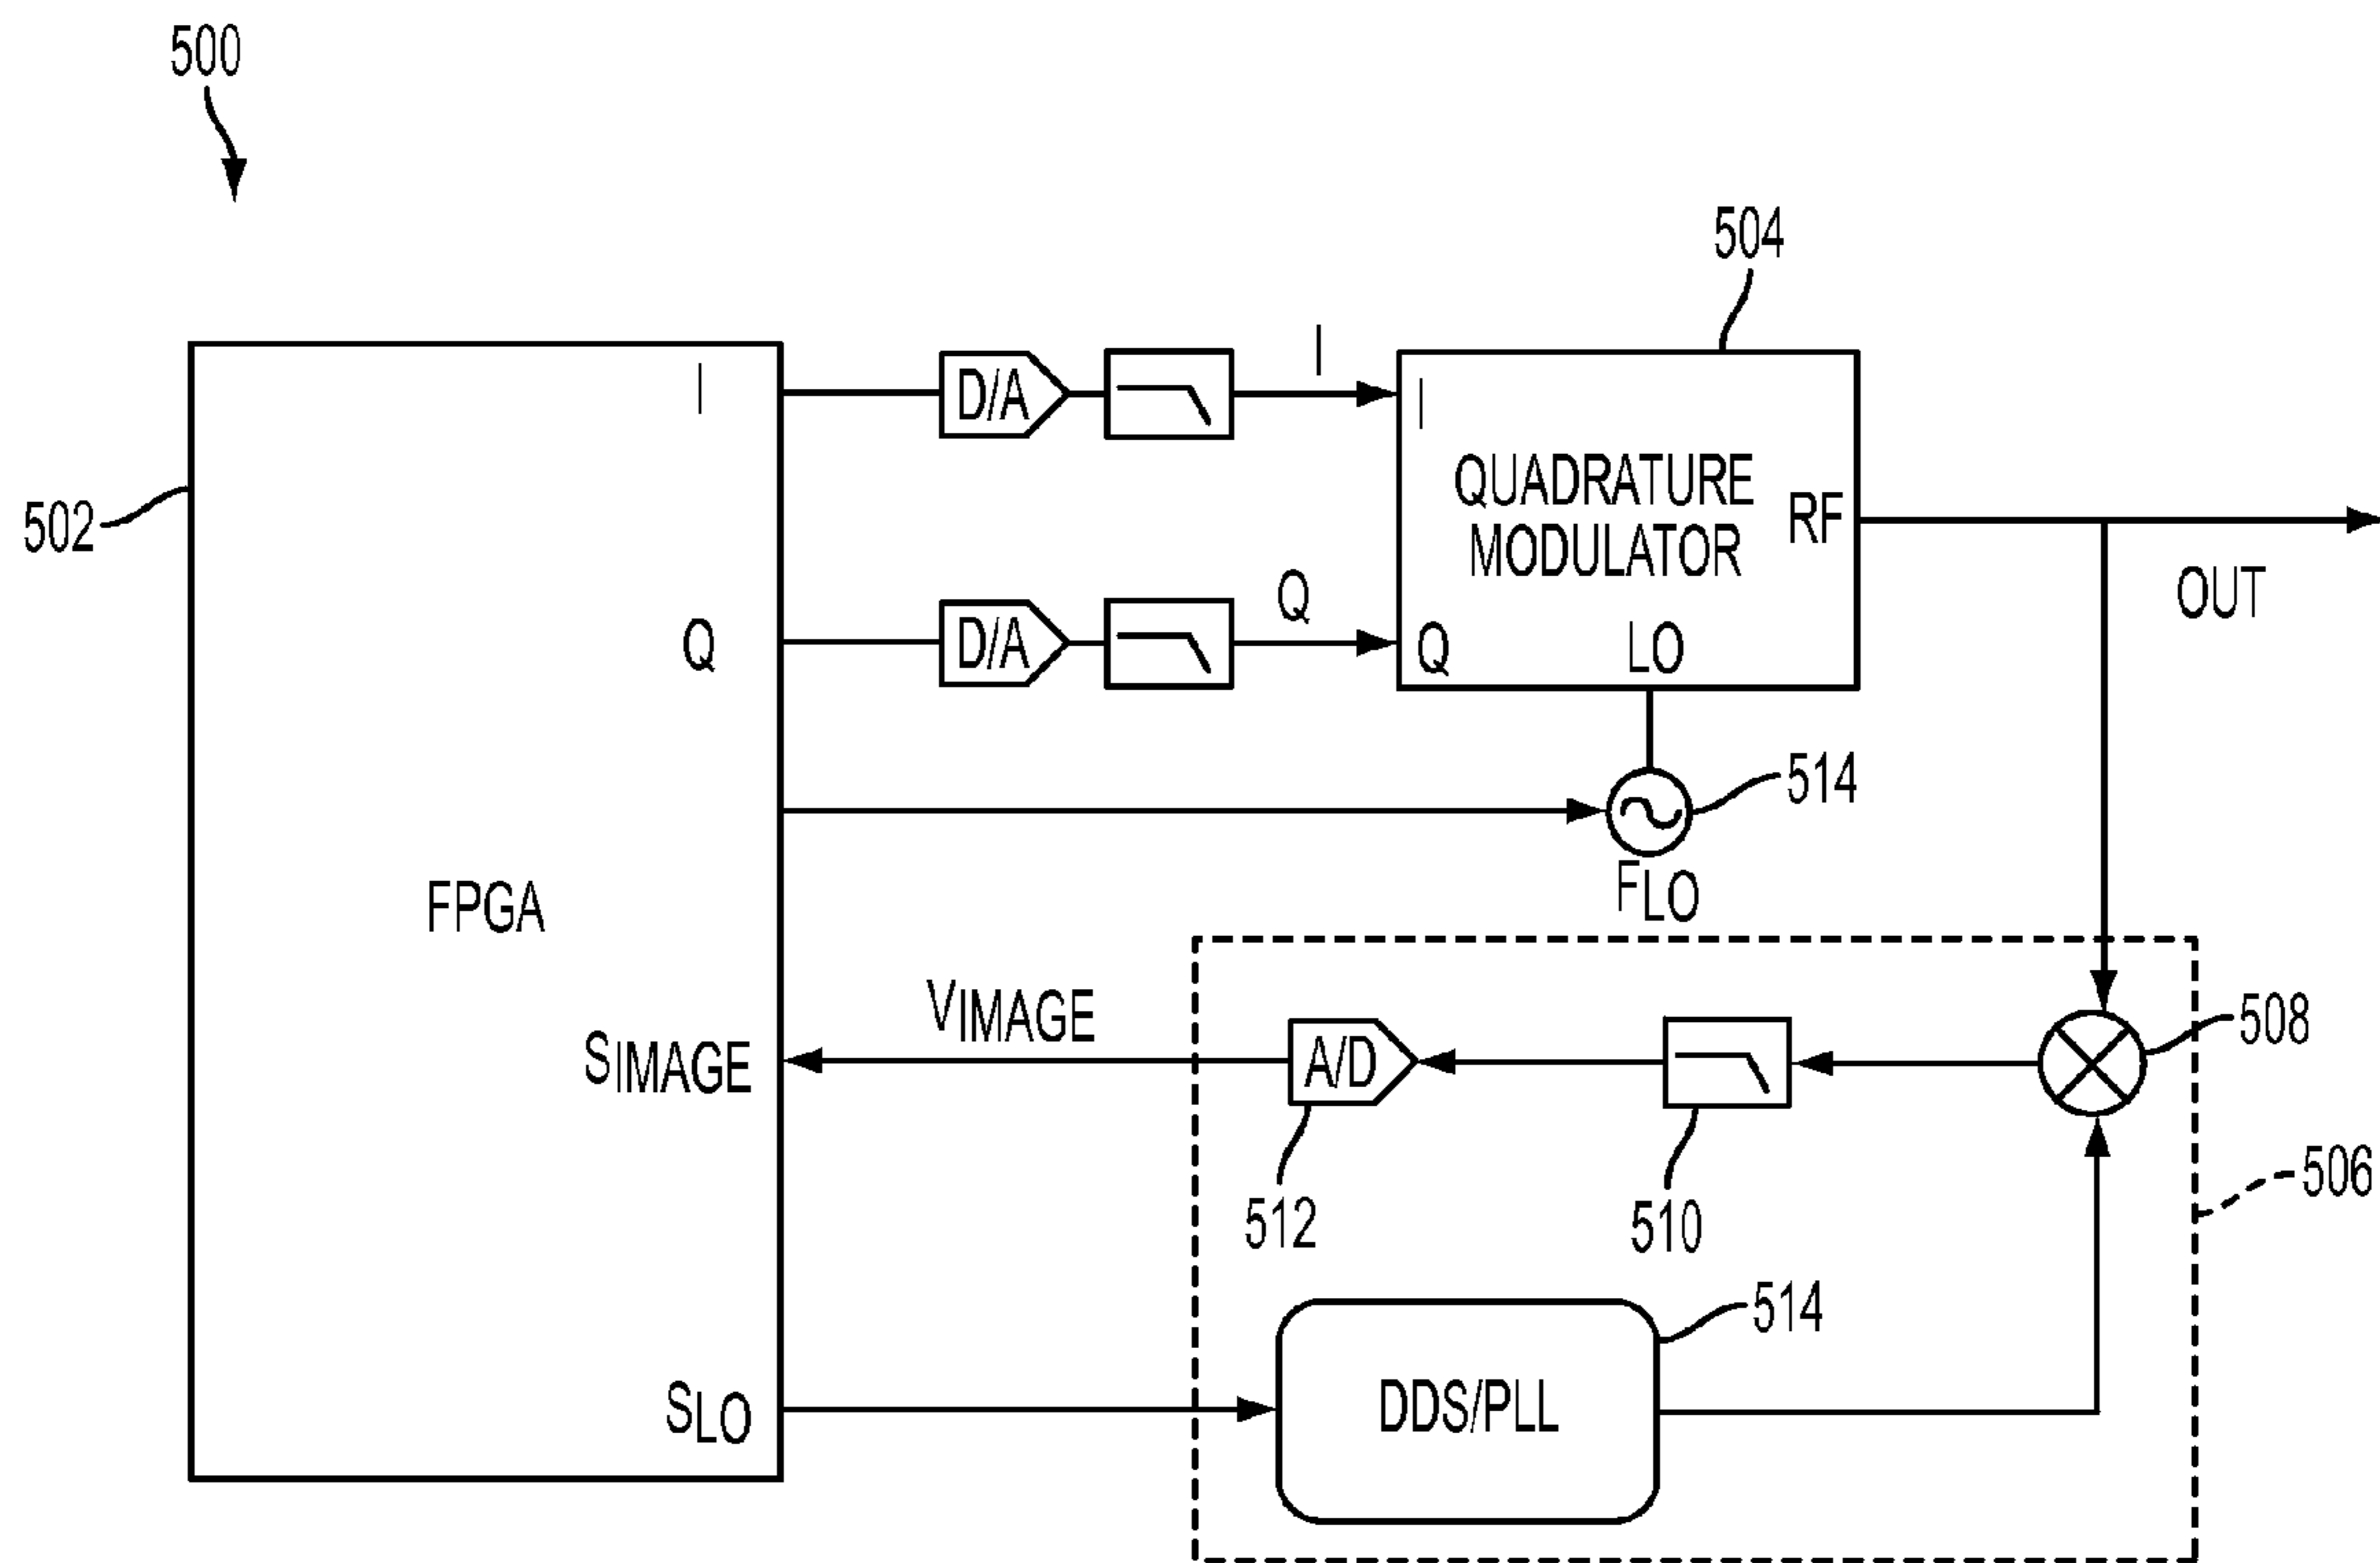 500
504
502
I
D/A
I
I
QUADRATURE
MODULATOR
RF
OUT
Q
D/A
Q
Q
LO
514
FLO
FPGA
VIMAGE
SIMAGE
A/D
508
506
512
510
514
DDS/PLL
SLO